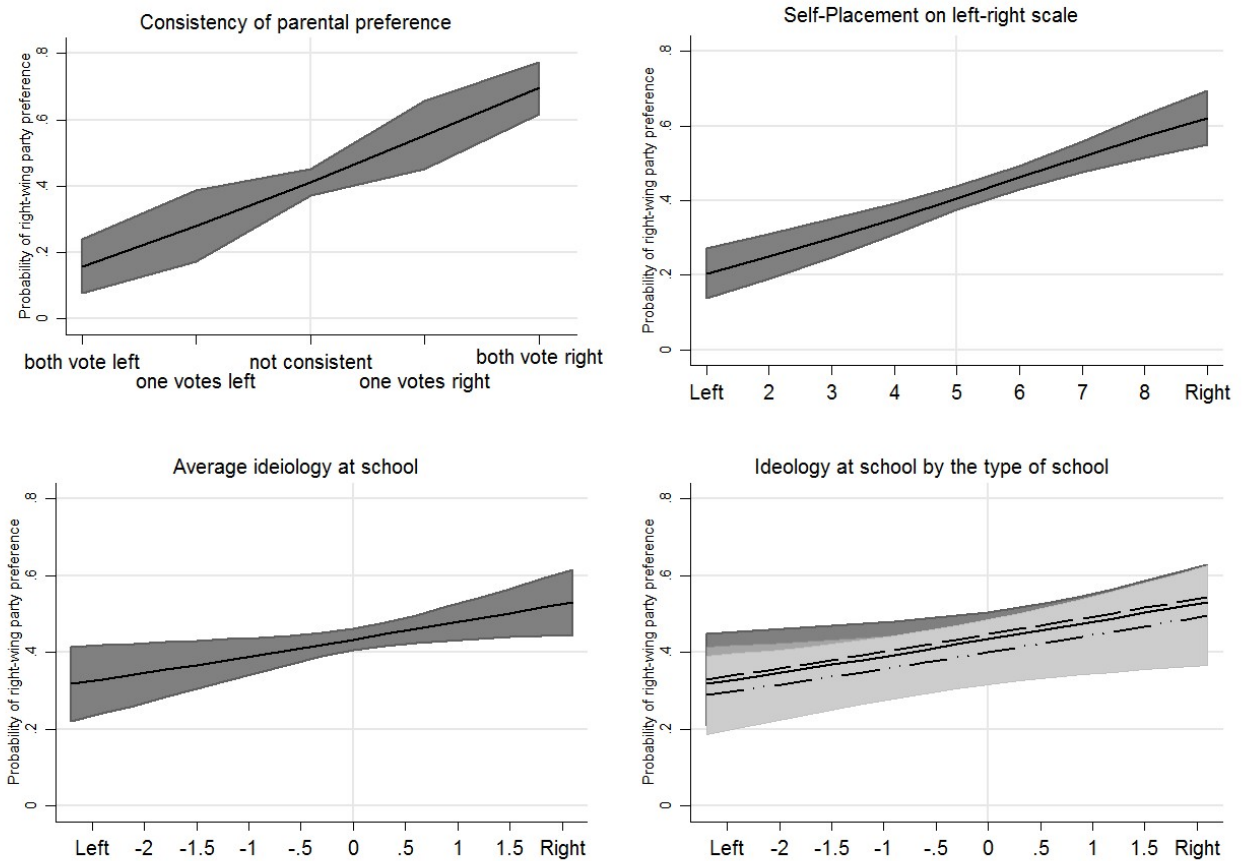 Consistency of parental preference
Probability of right-wing party preference
.8
.6
.4
.2
0
both vote left
one votes left
not consistent
one votes right
both vote right
Self-Placement on left-right scale
Probability of right-wing party preference
.8
.6
.4
.2
0
Left 2 3 4 5 6 7 8 Right
Average ideiology at school
Probability of right-wing party preference
.8
.6
.4
.2
0
Left -2 -1.5 -1 -.5 0 .5 1 1.5 Right
Ideology at school by the type of school
Probability of right-wing party preference
.8
.6
.4
.2
0
Left -2 -1.5 -1 -.5 0 .5 1 1.5 Right